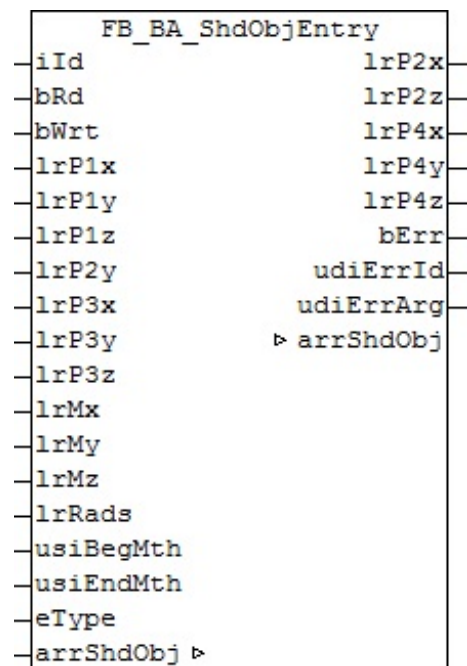 FB_BA_ShdObjEntry
iId lrP2x
bRd lrP2z
bWrt lrP4x
lrP1x lrP4y
lrP1y lrP4z
lrP1z bErr
lrP2y udiErrId
lrP3x udiErrArg
lrP3y ▹ arrShdObj
lrP3z
lrMx
lrMy
lrMz
lrRads
usiBegMth
usiEndMth
eType
arrShdObj ▹